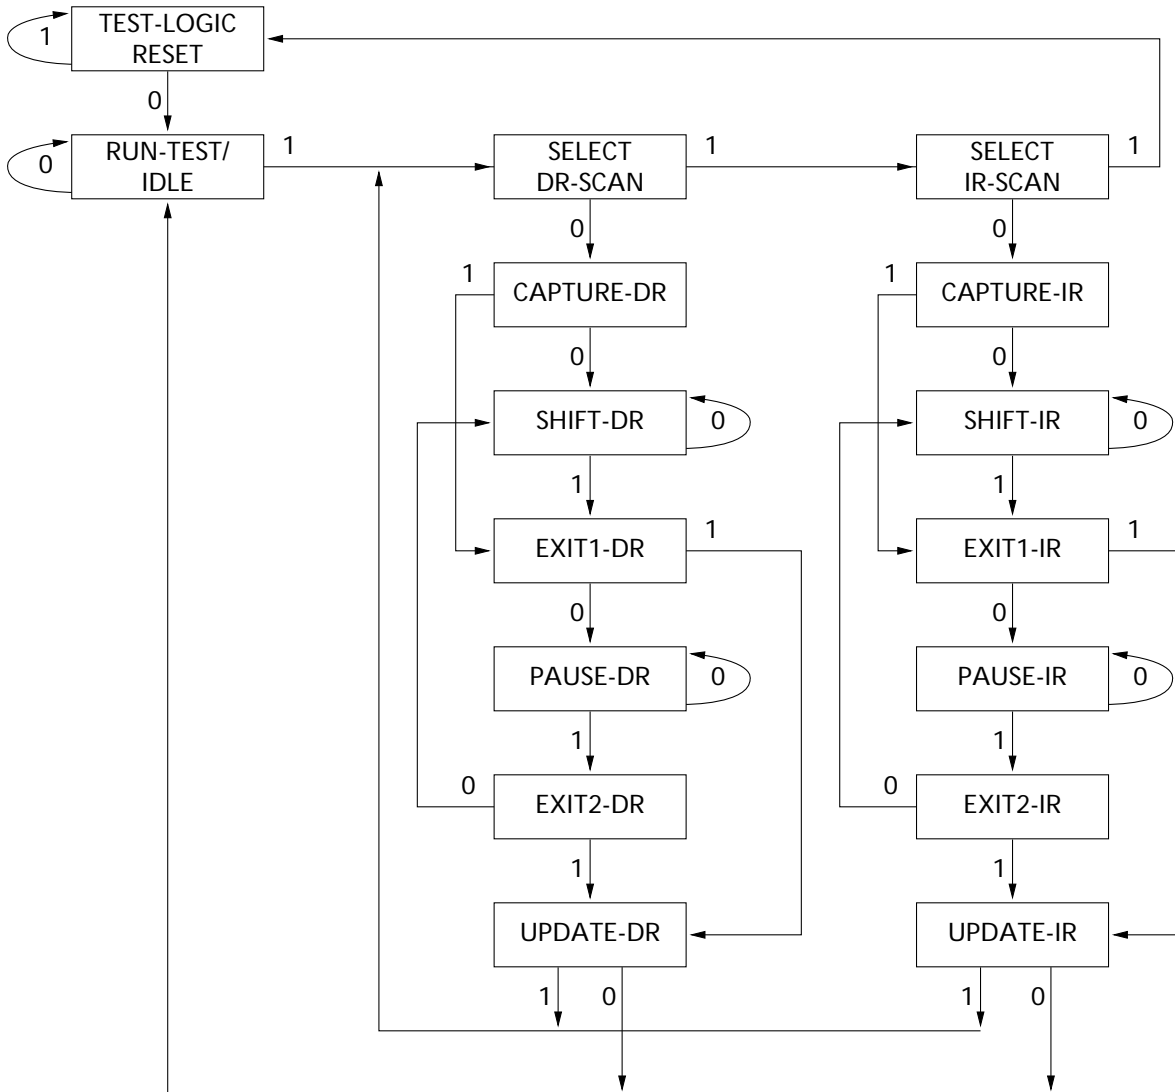 TEST-LOGIC
RESET
1
0
RUN-TEST/
IDLE
0
1
SELECT
DR-SCAN
1
SELECT
IR-SCAN
1
0
0
1
CAPTURE-DR
1
CAPTURE-IR
0
0
SHIFT-DR
0
SHIFT-IR
0
1
1
EXIT1-DR
1
EXIT1-IR
1
0
0
PAUSE-DR
0
PAUSE-IR
0
1
1
0
EXIT2-DR
0
EXIT2-IR
1
1
UPDATE-DR
UPDATE-IR
1
0
1
0